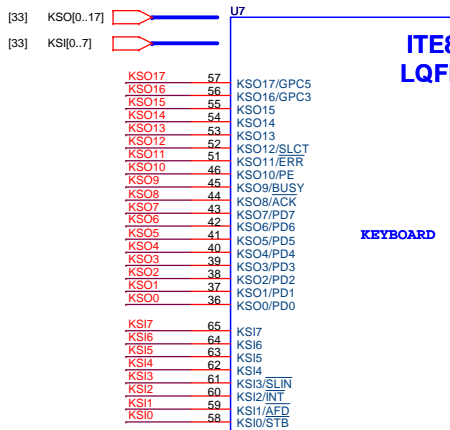 [33] KSO[0..17]
U7
[33] KSI[0..7]
ITE8
LQF
KSO17 57 KSO17/GPC5
KSO16 56 KSO16/GPC3
KSO15 55 KSO15
KSO14 54 KSO14
KSO13 53 KSO13
KSO12 52 KSO12/SLCT
KSO11 51 KSO11/ERR
KSO10 46 KSO10/PE
KSO9 45 KSO9/BUSY
KSO8 44 KSO8/ACK
KSO7 43 KSO7/PD7
KSO6 42 KSO6/PD6
KSO5 41 KSO5/PD5
KEYBOARD
KSO4 40 KSO4/PD4
KSO3 39 KSO3/PD3
KSO2 38 KSO2/PD2
KSO1 37 KSO1/PD1
KSO0 36 KSO0/PD0
KSI7 65 KSI7
KSI6 64 KSI6
KSI5 63 KSI5
KSI4 62 KSI4
KSI3 61 KSI3/SLIN
KSI2 60 KSI2/INT
KSI1 59 KSI1/AFD
KSI0 58 KSI0/STB